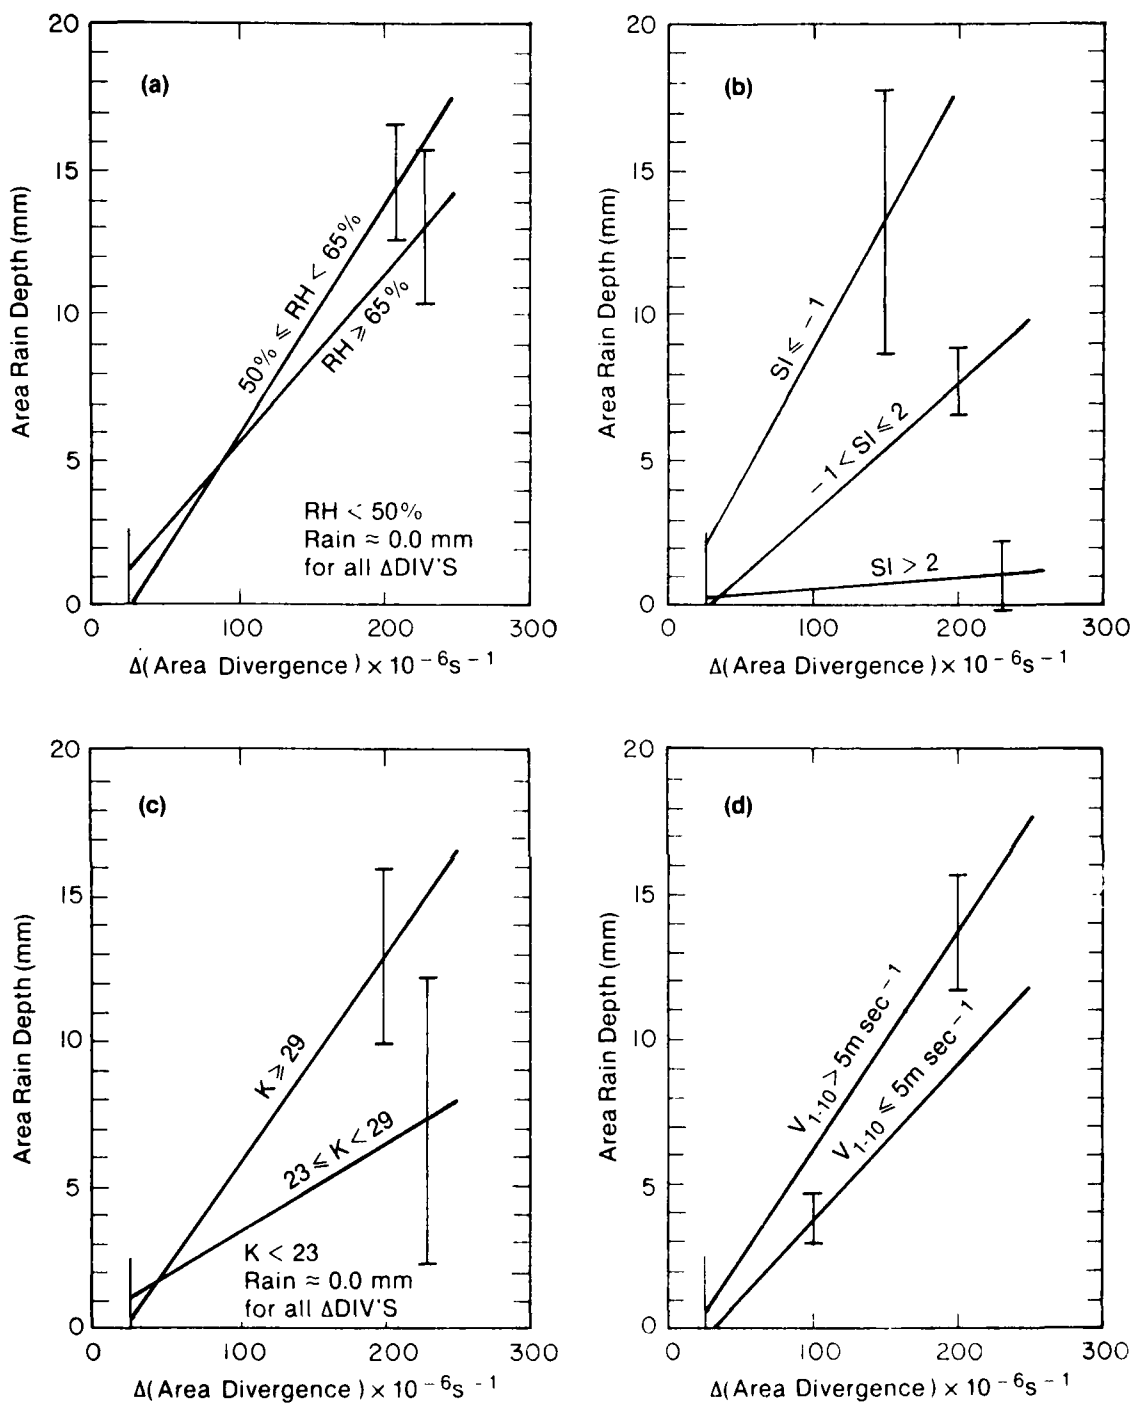 20
15
10
5
0
(a)
Area Rain Depth (mm)
50% ≤ RH < 65%
RH ⩾ 65%
RH < 50%
Rain ≈ 0.0 mm
for all ΔDIV'S
0 100 200 300
Δ(Area Divergence) × 10⁻⁶s⁻¹
20
15
10
5
0
(b)
Area Rain Depth (mm)
SI ≤ -1
-1 < SI ≤ 2
SI > 2
0 100 200 300
Δ(Area Divergence) × 10⁻⁶s⁻¹
20
15
10
5
0
(c)
Area Rain Depth (mm)
K ⩾ 29
23 ≤ K < 29
K < 23
Rain ≈ 0.0 mm
for all ΔDIV'S
0 100 200 300
Δ(Area Divergence) × 10⁻⁶s⁻¹
20
15
10
5
0
(d)
Area Rain Depth (mm)
V₁₋₁₀ > 5m sec⁻¹
V₁₋₁₀ ≤ 5m sec⁻¹
0 100 200 300
Δ(Area Divergence) × 10⁻⁶s⁻¹